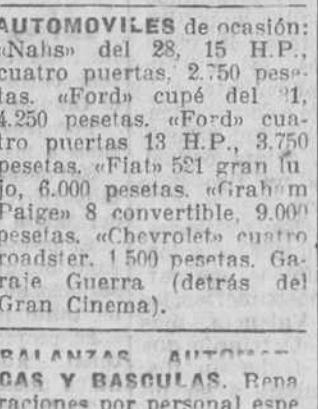 AUTOMOVILES de ocasión:
«Nahs» del 28, 15 H.P.,
cuatro puertas, 2.750 pese-
tas. «Ford» cupé del 31,
4.250 pesetas. «Ford» cua-
tro puertas 13 H.P., 3.750
pesetas. «Fiat» 521 gran lu
jo, 6.000 pesetas. «Graham
Paige» 8 convertible, 9.000
pesetas. «Chevrolet» cuatro
roadster. 1 500 pesetas. Ga-
raje Guerra (detrás del
Gran Cinema).
BALANZAS
CAS Y BASCULAS. Repa
raciones por personal espe